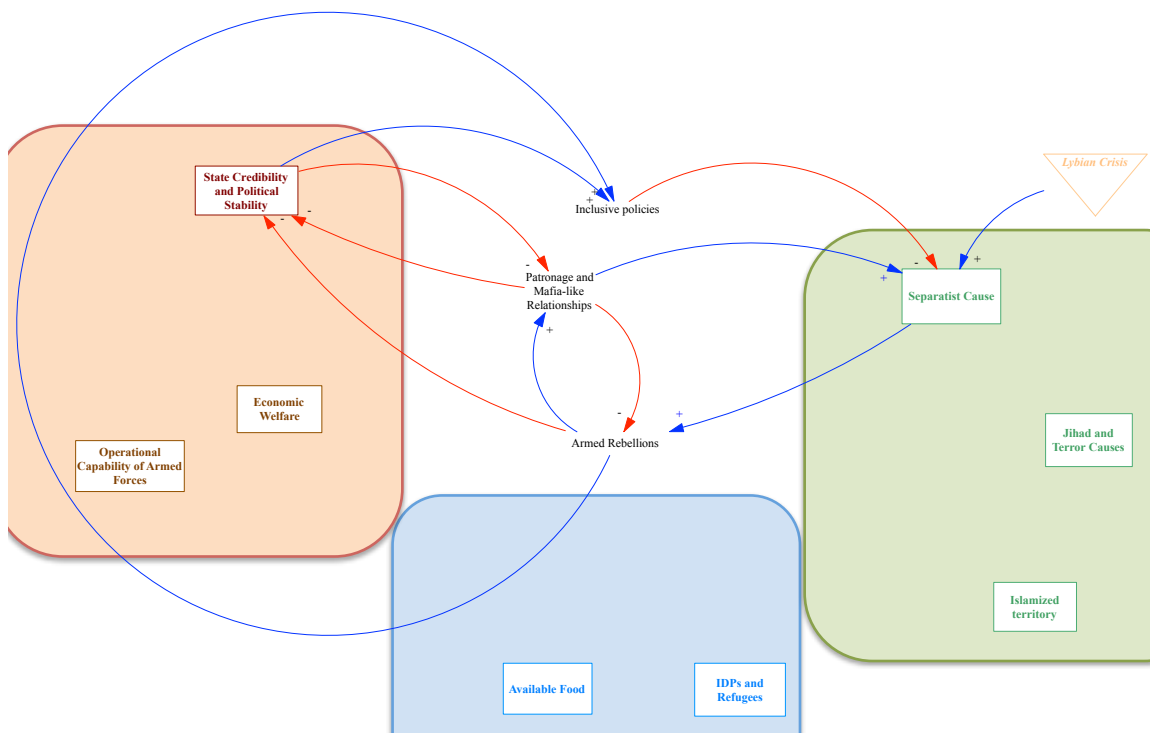 Lybian Crisis
State Credibility
and Political
Stability
-
-
+
+
Inclusive policies
-
+
-
Patronage and
Mafia-like
Relationships
+
Separatist Cause
+
Economic
Welfare
-
+
Armed Rebellions
Jihad and
Terror Causes
Operational
Capability of Armed
Forces
Islamized
territory
Available Food
IDPs and
Refugees